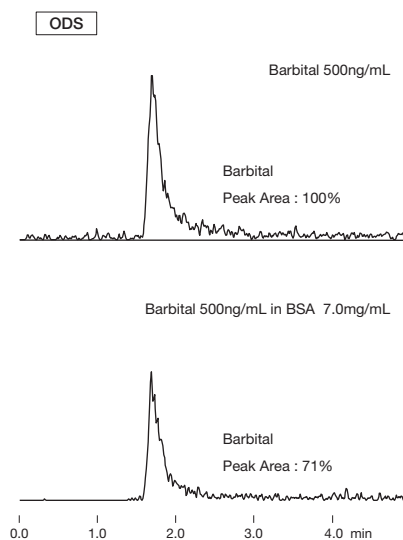 ODS
Barbital 500ng/mL
Barbital
Peak Area : 100%
Barbital 500ng/mL in BSA 7.0mg/mL
Barbital
Peak Area : 71%
0.0 1.0 2.0 3.0 4.0 min